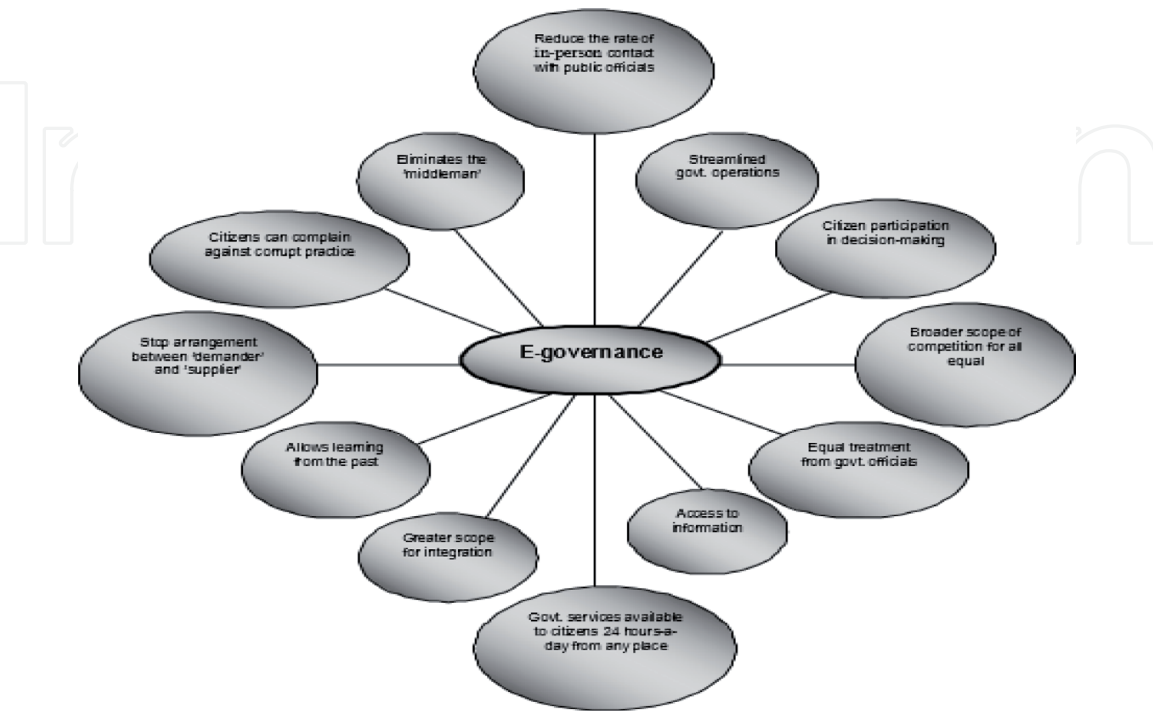 Reduce the rate of
in-person contact
with public officials
Eliminates the
'middleman'
Streamlined
govt. operations
Citizens can complain
against corrupt practice
Citizen participation
in decision-making
Stop arrangement
between 'demander'
and 'supplier'
E-governance
Broader scope of
competition for all
equal
Allows learning
from the past
Equal treatment
from govt. officials
Greater scope
for integration
Access to
information
Govt. services available
to citizens 24 hours-a-
day from any place